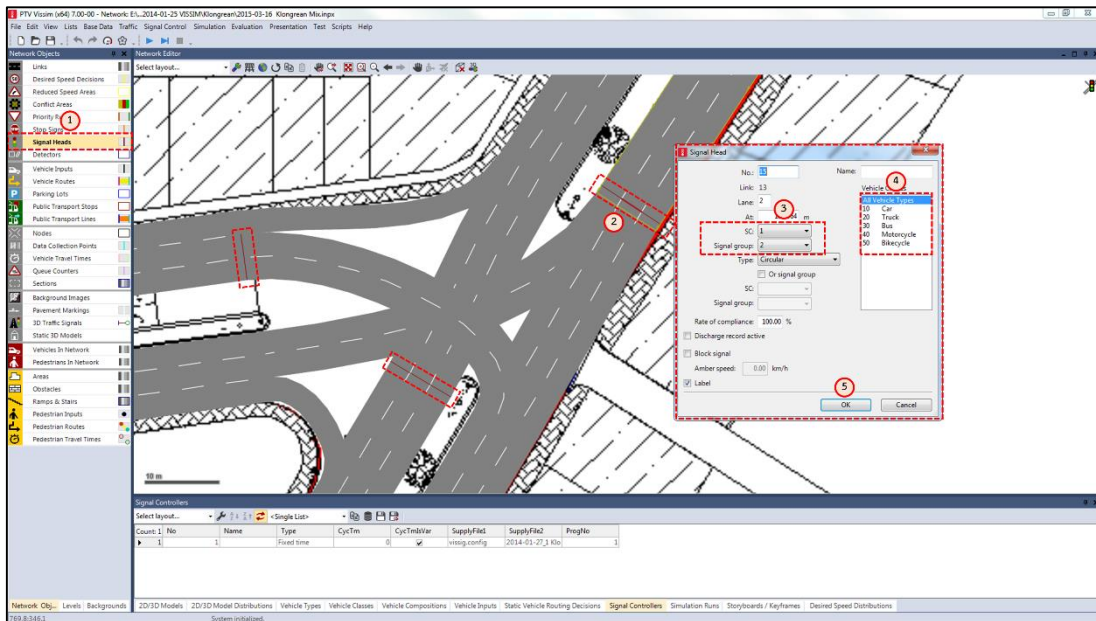 PTV Vissim (x64) 7.00-00 - Network: E:\...2014-01-25 VISSIM\Klongrean\2015-03-16 Klongrean Mix.inpx
File Edit View Lists Base Data Traffic Signal Control Simulation Evaluation Presentation Test Scripts Help
Network Objects
Network Editor
Select layout...
Links
Desired Speed Decisions
Reduced Speed Areas
Conflict Areas
Priority
1
Stop Signs
Signal Heads
Detectors
Vehicle Inputs
Vehicle Routes
Parking Lots
Public Transport Stops
Public Transport Lines
Nodes
Data Collection Points
Vehicle Travel Times
Queue Counters
Sections
Background Images
Pavement Markings
3D Traffic Signals
Static 3D Models
Vehicles In Network
Pedestrians In Network
Areas
Obstacles
Ramps & Stairs
Pedestrian Inputs
Pedestrian Routes
Pedestrian Travel Times
2
10 m
Signal Head
No.: 13
Name:
Link: 13
Vehicle
4
Lane: 2
All Vehicle Types
At: m
3
10 Car
20 Truck
30 Bus
40 Motorcycle
50 Bikecycle
SC: 1
Signal group: 2
Type: Circular
Or signal group
SC:
Signal group:
Rate of compliance: 100.00 %
Discharge record active
Block signal
Amber speed: 0.00 km/h
Label
5
OK Cancel
Signal Controllers
Select layout... <Single List>
Count: 1 No Name Type CycTm CycTmIsVar SupplyFile1 SupplyFile2 ProgNo
1 1 Fixed time 0 vissig.config 2014-01-27_1 Klo 1
Network Obj... Levels Backgrounds
2D/3D Models 2D/3D Model Distributions Vehicle Types Vehicle Classes Vehicle Compositions Vehicle Inputs Static Vehicle Routing Decisions Signal Controllers Simulation Runs Storyboards / Keyframes Desired Speed Distributions
769.8:346.1 System initialized.